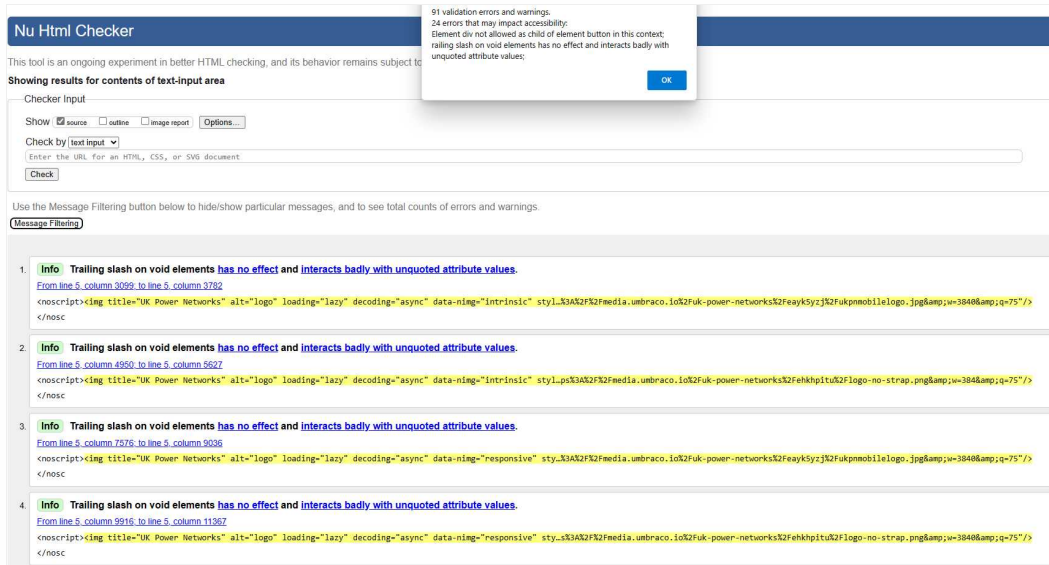 91 validation errors and warnings.
24 errors that may impact accessibility:
Element div not allowed as child of element button in this context;
railing slash on void elements has no effect and interacts badly with
unquoted attribute values;
OK
Nu Html Checker
This tool is an ongoing experiment in better HTML checking, and its behavior remains subject to
Showing results for contents of text-input area
Checker Input
Show source outline image report Options...
Check by text input
Enter the URL for an HTML, CSS, or SVG document
Check
Use the Message Filtering button below to hide/show particular messages, and to see total counts of errors and warnings.
Message Filtering
1. Info Trailing slash on void elements has no effect and interacts badly with unquoted attribute values.
From line 5, column 3099; to line 5, column 3782
<noscript><img title="UK Power Networks" alt="logo" loading="lazy" decoding="async" data-nimg="intrinsic" styl…%3A%2F%2Fmedia.umbraco.io%2Fuk-power-networks%2Feayk5yzj%2Fukpnmobilelogo.jpg&amp;w=3840&amp;q=75"/>
</nosc
2. Info Trailing slash on void elements has no effect and interacts badly with unquoted attribute values.
From line 5, column 4950; to line 5, column 5627
<noscript><img title="UK Power Networks" alt="logo" loading="lazy" decoding="async" data-nimg="intrinsic" styl…ps%3A%2F%2Fmedia.umbraco.io%2Fuk-power-networks%2Fehkhpitu%2Flogo-no-strap.png&amp;w=384&amp;q=75"/>
</nosc
3. Info Trailing slash on void elements has no effect and interacts badly with unquoted attribute values.
From line 5, column 7576; to line 5, column 9036
<noscript><img title="UK Power Networks" alt="logo" loading="lazy" decoding="async" data-nimg="responsive" sty…%3A%2F%2Fmedia.umbraco.io%2Fuk-power-networks%2Feayk5yzj%2Fukpnmobilelogo.jpg&amp;w=3840&amp;q=75"/>
</nosc
4. Info Trailing slash on void elements has no effect and interacts badly with unquoted attribute values.
From line 5, column 9916; to line 5, column 11367
<noscript><img title="UK Power Networks" alt="logo" loading="lazy" decoding="async" data-nimg="responsive" sty…s%3A%2F%2Fmedia.umbraco.io%2Fuk-power-networks%2Fehkhpitu%2Flogo-no-strap.png&amp;w=3840&amp;q=75"/>
</nosc